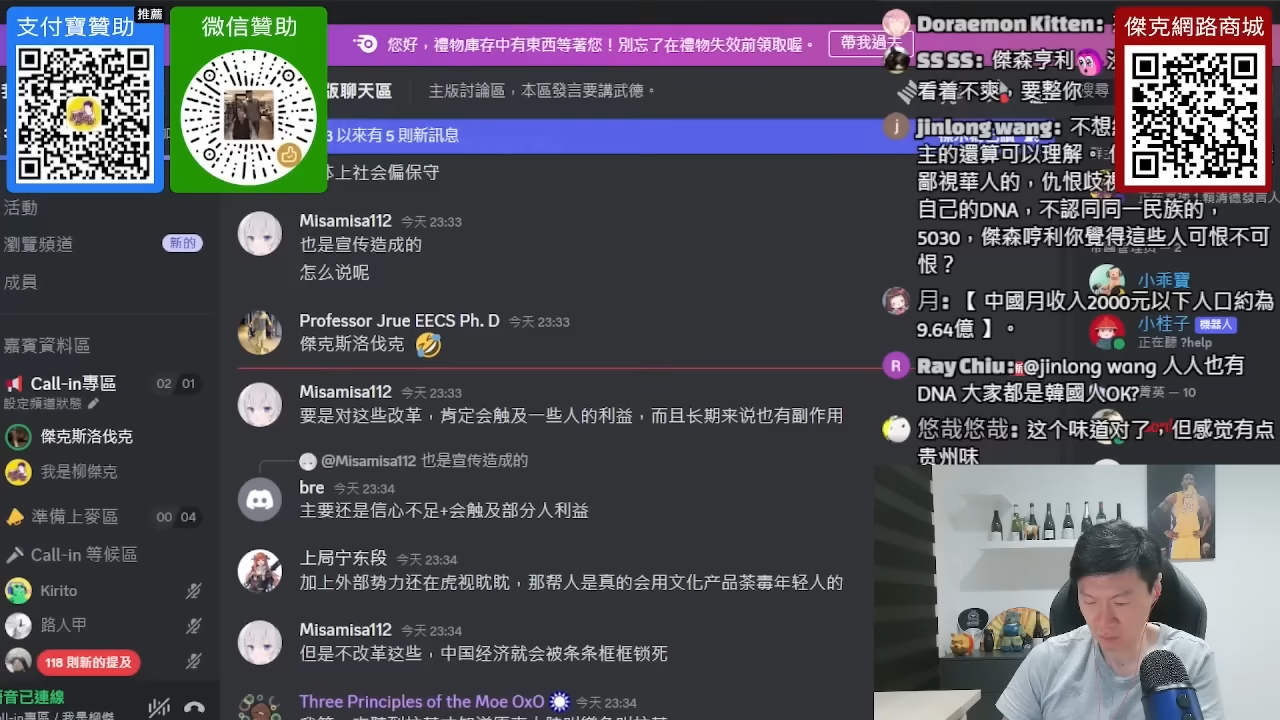 支付寶贊助
推薦
微信贊助
您好，禮物庫存中有東西等著您！別忘了在禮物失效前領取喔。
帶我過去
版聊天區
主版討論區，本區發言要講武德。
以來有 5 則新訊息
上社会偏保守
活動
瀏覽頻道
新的
成員
嘉賓資料區
Call-in專區
02 01
設定頻道狀態
傑克斯洛伐克
我是柳傑克
準備上麥區
00 04
Call-in 等候區
Kirito
路人甲
118 則新的提及
音已連線
Misamisa112 今天 23:33
也是宣传造成的
怎么说呢
Professor Jrue EECS Ph. D 今天 23:33
傑克斯洛伐克 🤣
Misamisa112 今天 23:33
要是对这些改革，肯定会触及一些人的利益，而且长期来说也有副作用
@Misamisa112 也是宣传造成的
bre 今天 23:34
主要还是信心不足+会触及部分人利益
上局宁东段 今天 23:34
加上外部势力还在虎视眈眈，那帮人是真的会用文化产品荼毒年轻人的
Misamisa112 今天 23:34
但是不改革这些，中国经济就会被条条框框锁死
Three Principles of the Moe OxO 今天 23:34
Doraemon Kitten:
SS SS: 傑森亨利
看着不爽，要整你
jinlong wang: 不想
主的還算可以理解。
鄙視華人的，仇恨歧視
自己的DNA，不認同同一民族的，
5030，傑森哼利你覺得這些人可恨不可
恨？
月: 【 中國月收入2000元以下人口約為
9.64億 】。
Ray Chiu: @jinlong wang 人人也有
DNA 大家都是韓國人OK?
悠哉悠哉: 这个味道对了，但感觉有点
贵州味
傑克網路商城
小乖寶
小桂子 機器人
正在聽 ?help
菁英 — 10